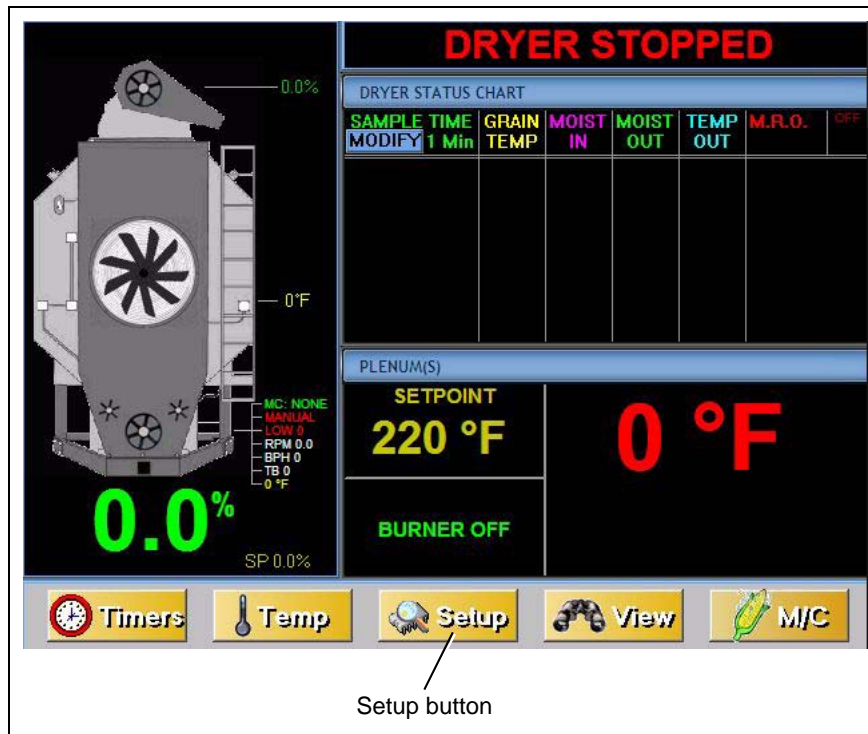 DRYER STOPPED
0.0%
DRYER STATUS CHART
SAMPLE TIME GRAIN MOIST MOIST TEMP M.R.O. OFF
MODIFY 1 Min TEMP IN OUT OUT
0°F
PLENUM(S)
SETPOINT
220 °F
0 °F
MC: NONE
MANUAL
LOW 0
RPM 0.0
BPH 0
TB 0
0 °F
0.0%
BURNER OFF
SP 0.0%
Timers
Temp
Setup
View
M/C
Setup button